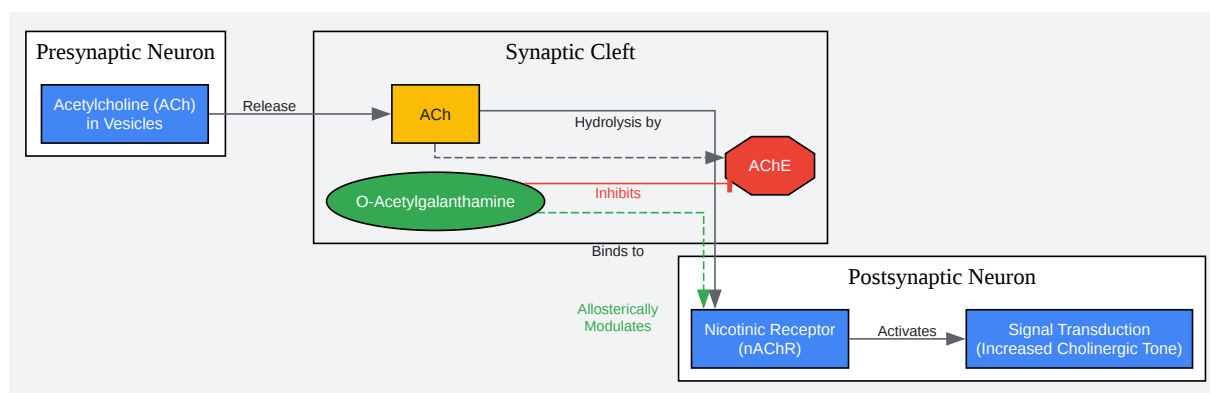 Presynaptic Neuron
Acetylcholine (ACh)
in Vesicles
Release
Synaptic Cleft
ACh
Hydrolysis by
AChE
O-Acetylgalanthamine
Inhibits
Binds to
Allosterically
Modulates
Postsynaptic Neuron
Nicotinic Receptor
(nAChR)
Activates
Signal Transduction
(Increased Cholinergic Tone)